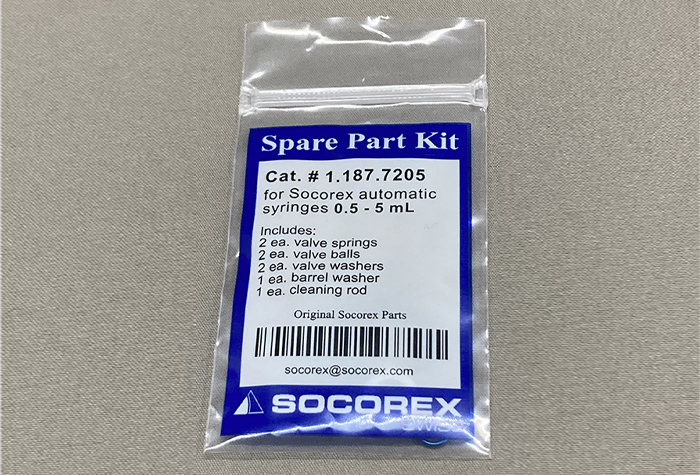 Spare Part Kit
Cat. # 1.187.7205
for Socorex automatic
syringes 0.5 - 5 mL
Includes:
2 ea. valve springs
2 ea. valve balls
2 ea. valve washers
1 ea. barrel washer
1 ea. cleaning rod
Original Socorex Parts
socorex@socorex.com
SOCOREX
SWISS